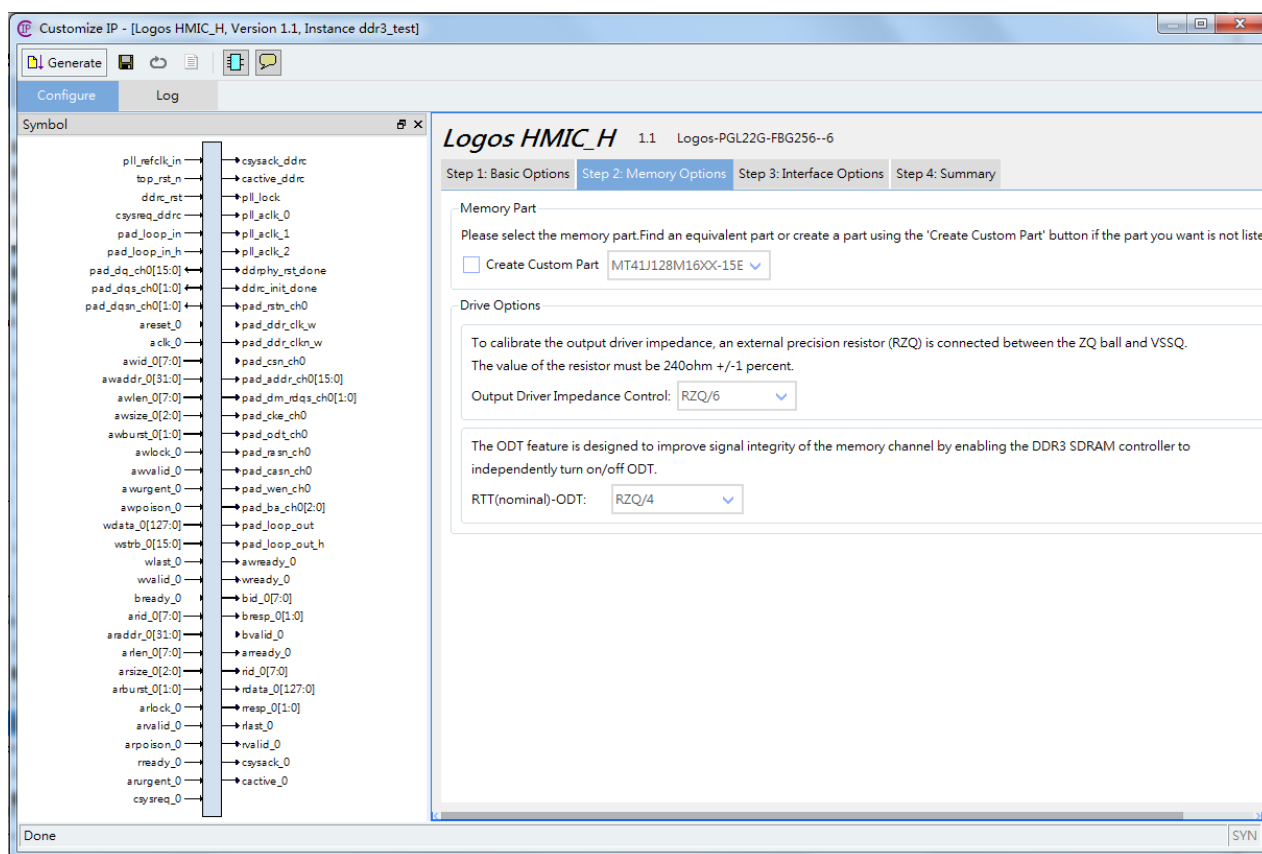 Customize IP - [Logos HMIC_H, Version 1.1, Instance ddr3_test]
Generate
Configure Log
Symbol
pll_refclk_in
top_rst_n
ddrc_rst
csysreq_ddrc
pad_loop_in
pad_loop_in_h
pad_dq_ch0[15:0]
pad_dqs_ch0[1:0]
pad_dqsn_ch0[1:0]
areset_0
aclk_0
awid_0[7:0]
awaddr_0[31:0]
awlen_0[7:0]
awsize_0[2:0]
awburst_0[1:0]
awlock_0
awvalid_0
awurgent_0
awpoison_0
wdata_0[127:0]
wstrb_0[15:0]
wlast_0
wvalid_0
bready_0
arid_0[7:0]
araddr_0[31:0]
arlen_0[7:0]
arsize_0[2:0]
arburst_0[1:0]
arlock_0
arvalid_0
arpoison_0
rready_0
arurgent_0
csysreq_0
csysack_ddrc
cactive_ddrc
pll_lock
pll_aclk_0
pll_aclk_1
pll_aclk_2
ddrphy_rst_done
ddrc_init_done
pad_rstn_ch0
pad_ddr_clk_w
pad_ddr_clkn_w
pad_csn_ch0
pad_addr_ch0[15:0]
pad_dm_rdqs_ch0[1:0]
pad_cke_ch0
pad_odt_ch0
pad_rasn_ch0
pad_casn_ch0
pad_wen_ch0
pad_ba_ch0[2:0]
pad_loop_out
pad_loop_out_h
awready_0
wready_0
bid_0[7:0]
bresp_0[1:0]
bvalid_0
arready_0
rid_0[7:0]
rdata_0[127:0]
rresp_0[1:0]
rlast_0
rvalid_0
csysack_0
cactive_0
Logos HMIC_H 1.1 Logos-PGL22G-FBG256--6
Step 1: Basic Options Step 2: Memory Options Step 3: Interface Options Step 4: Summary
Memory Part
Please select the memory part.Find an equivalent part or create a part using the 'Create Custom Part' button if the part you want is not liste
Create Custom Part MT41J128M16XX-15E
Drive Options
To calibrate the output driver impedance, an external precision resistor (RZQ) is connected between the ZQ ball and VSSQ.
The value of the resistor must be 240ohm +/-1 percent.
Output Driver Impedance Control: RZQ/6
The ODT feature is designed to improve signal integrity of the memory channel by enabling the DDR3 SDRAM controller to
independently turn on/off ODT.
RTT(nominal)-ODT: RZQ/4
Done SYN